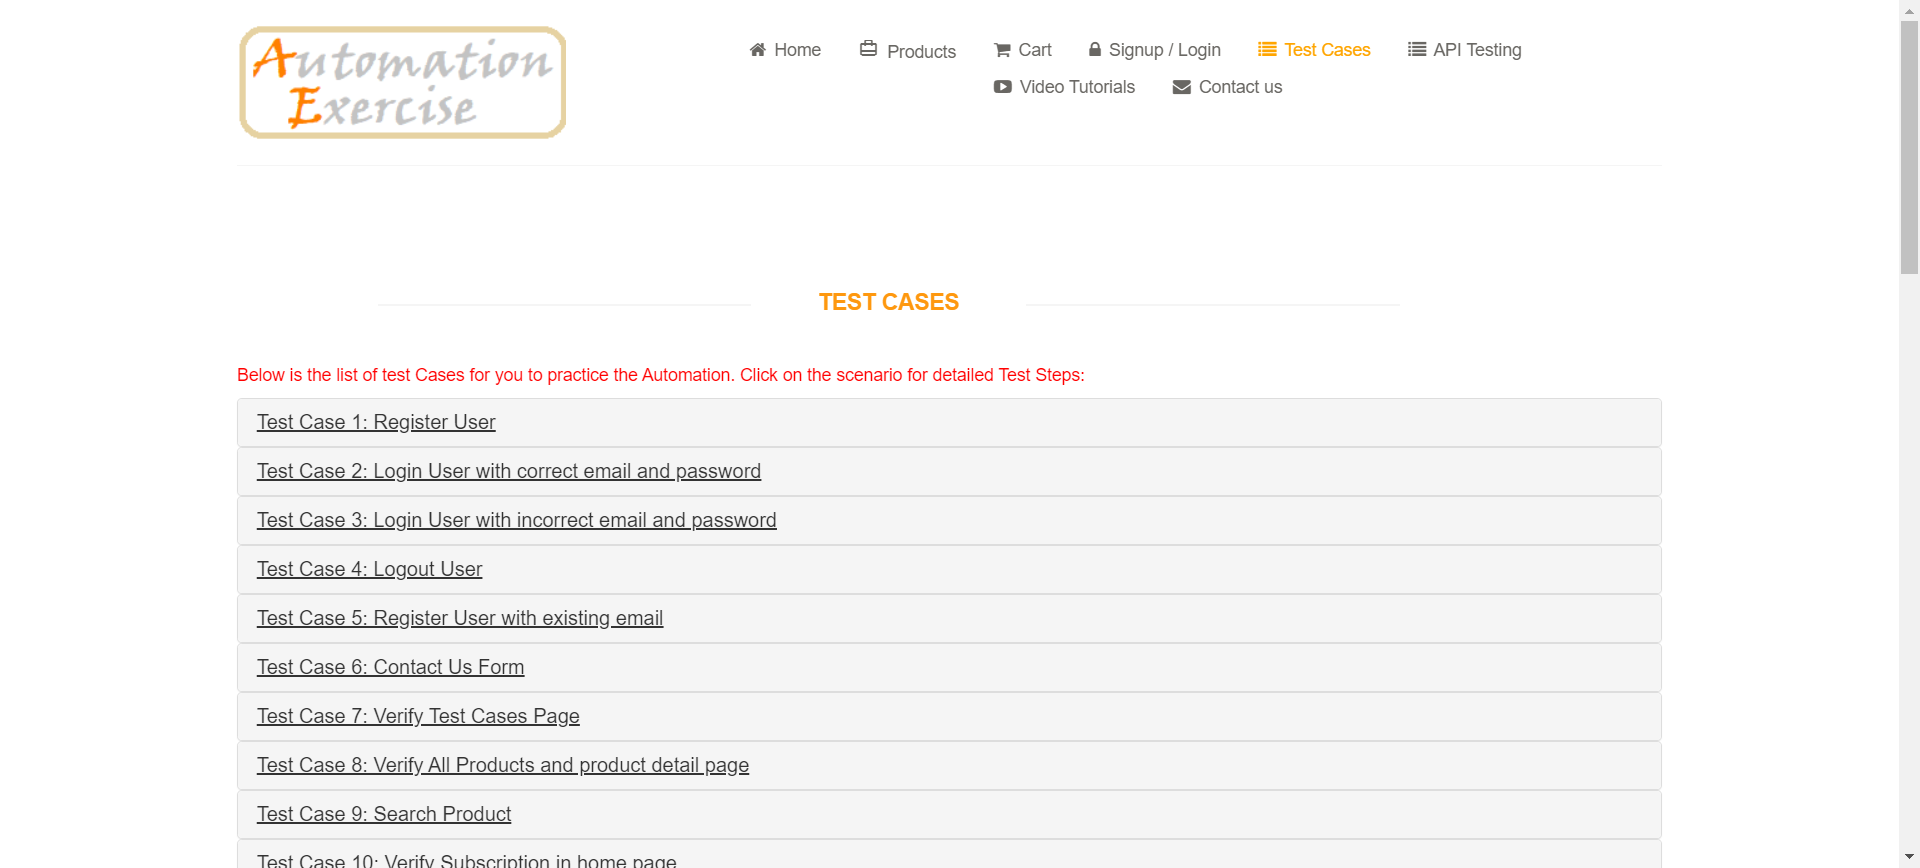 Automation
Exercise
Home
Products
Cart
Signup / Login
Test Cases
API Testing
Video Tutorials
Contact us
TEST CASES
Below is the list of test Cases for you to practice the Automation. Click on the scenario for detailed Test Steps:
Test Case 1: Register User
Test Case 2: Login User with correct email and password
Test Case 3: Login User with incorrect email and password
Test Case 4: Logout User
Test Case 5: Register User with existing email
Test Case 6: Contact Us Form
Test Case 7: Verify Test Cases Page
Test Case 8: Verify All Products and product detail page
Test Case 9: Search Product
Test Case 10: Verify Subscription in home page